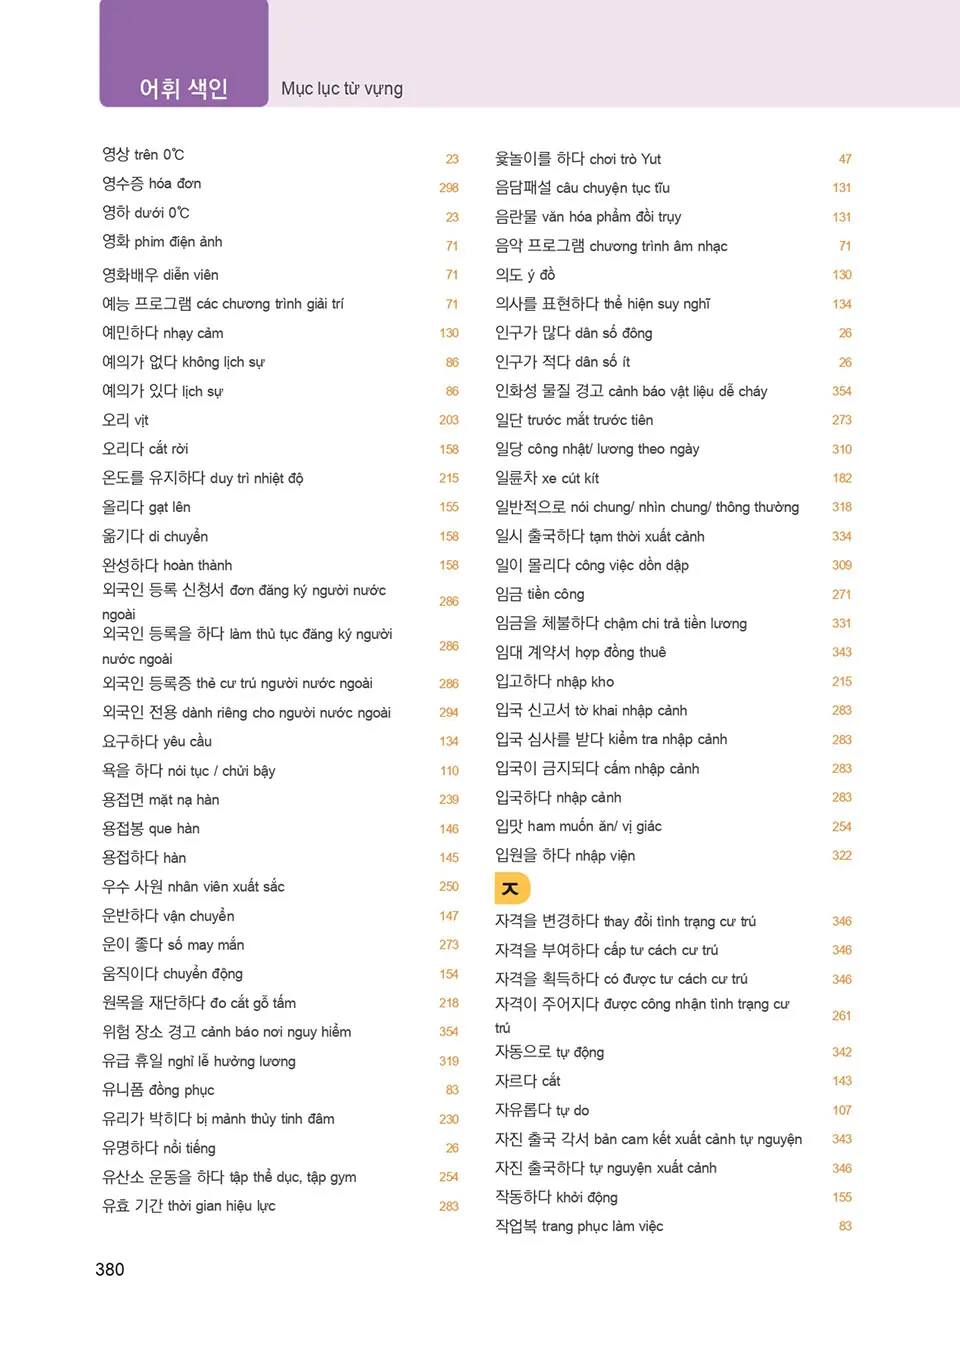 어휘 색인 Mục lục từ vựng
영상 trên 0℃ 23
영수증 hóa đơn 298
영하 dưới 0℃ 23
영화 phim điện ảnh 71
영화배우 diễn viên 71
예능 프로그램 các chương trình giải trí 71
예민하다 nhạy cảm 130
예의가 없다 không lịch sự 86
예의가 있다 lịch sự 86
오리 vịt 203
오리다 cắt rời 158
온도를 유지하다 duy trì nhiệt độ 215
올리다 gạt lên 155
옮기다 di chuyển 158
완성하다 hoàn thành 158
외국인 등록 신청서 đơn đăng ký người nước
ngoài 286
외국인 등록을 하다 làm thủ tục đăng ký người
nước ngoài 286
외국인 등록증 thẻ cư trú người nước ngoài 286
외국인 전용 dành riêng cho người nước ngoài 294
요구하다 yêu cầu 134
욕을 하다 nói tục / chửi bậy 110
용접면 mặt nạ hàn 239
용접봉 que hàn 146
용접하다 hàn 145
우수 사원 nhân viên xuất sắc 250
운반하다 vận chuyển 147
운이 좋다 số may mắn 273
움직이다 chuyển động 154
원목을 재단하다 đo cắt gỗ tấm 218
위험 장소 경고 cảnh báo nơi nguy hiểm 354
유급 휴일 nghỉ lễ hưởng lương 319
유니폼 đồng phục 83
유리가 박히다 bị mảnh thủy tinh đâm 230
유명하다 nổi tiếng 26
유산소 운동을 하다 tập thể dục, tập gym 254
유효 기간 thời gian hiệu lực 283
윷놀이를 하다 chơi trò Yut 47
음담패설 câu chuyện tục tĩu 131
음란물 văn hóa phẩm đồi trụy 131
음악 프로그램 chương trình âm nhạc 71
의도 ý đồ 130
의사를 표현하다 thể hiện suy nghĩ 134
인구가 많다 dân số đông 26
인구가 적다 dân số ít 26
인화성 물질 경고 cảnh báo vật liệu dễ cháy 354
일단 trước mắt trước tiên 273
일당 công nhật/ lương theo ngày 310
일륜차 xe cút kít 182
일반적으로 nói chung/ nhìn chung/ thông thường 318
일시 출국하다 tạm thời xuất cảnh 334
일이 몰리다 công việc dồn dập 309
임금 tiền công 271
임금을 체불하다 chậm chi trả tiền lương 331
임대 계약서 hợp đồng thuê 343
입고하다 nhập kho 215
입국 신고서 tờ khai nhập cảnh 283
입국 심사를 받다 kiểm tra nhập cảnh 283
입국이 금지되다 cấm nhập cảnh 283
입국하다 nhập cảnh 283
입맛 ham muốn ăn/ vị giác 254
입원을 하다 nhập viện 322
ㅈ
자격을 변경하다 thay đổi tình trạng cư trú 346
자격을 부여하다 cấp tư cách cư trú 346
자격을 획득하다 có được tư cách cư trú 346
자격이 주어지다 được công nhận tình trạng cư
trú 261
자동으로 tự động 342
자르다 cắt 143
자유롭다 tự do 107
자진 출국 각서 bản cam kết xuất cảnh tự nguyện 343
자진 출국하다 tự nguyện xuất cảnh 346
작동하다 khởi động 155
작업복 trang phục làm việc 83
380